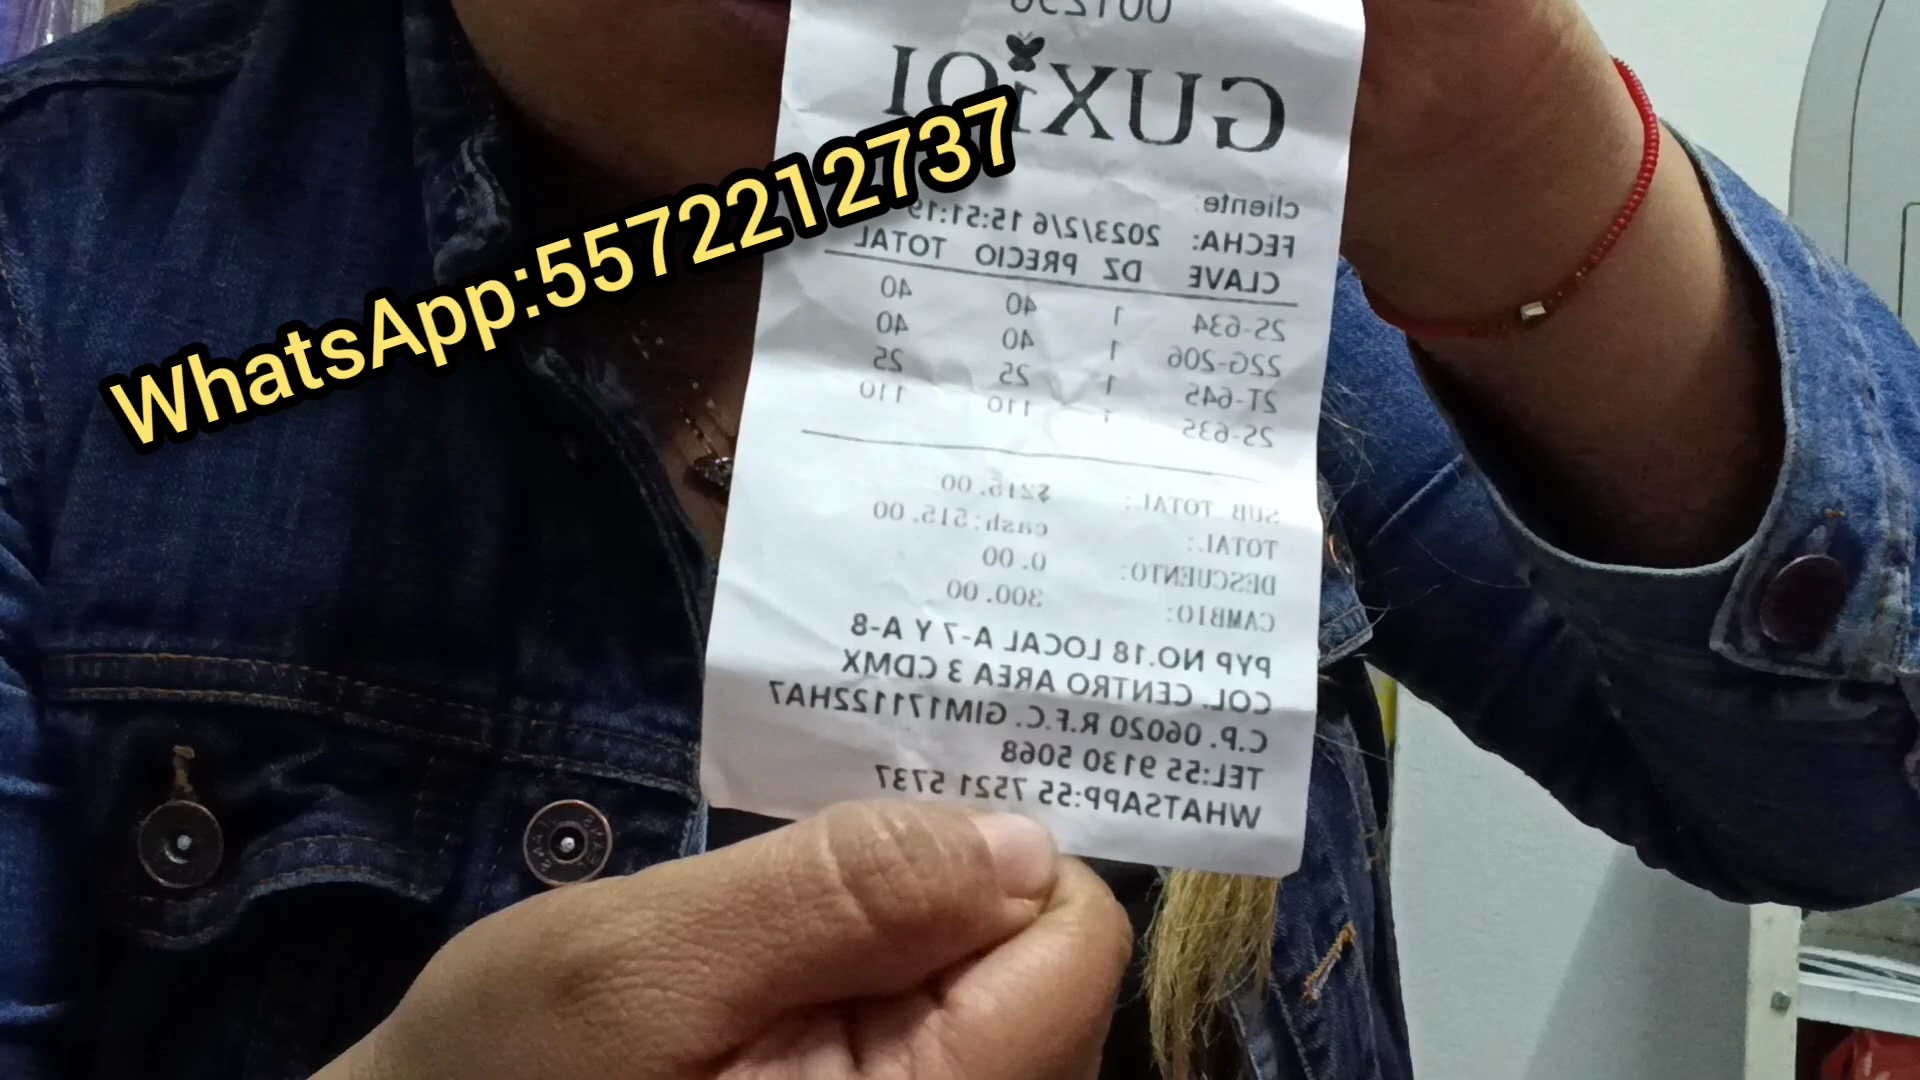 001256
GUXiQI
WhatsApp:5572212737
cliente:
FECHA: 2023/2/6 15:51:19
CLAVE DZ PRECIO TOTAL
2S-634 1 40 40
22G-206 1 40 40
2T-645 1 25 25
2S-635 1 110 110
SUB TOTAL: $215.00
TOTAL: cash:515.00
DESCUENTO: 0.00
CAMBIO: 300.00
PYP NO.18 LOCAL A-7 Y A-8
COL. CENTRO AREA 3 CDMX
C.P. 06020 R.F.C. GIM171122HA7
TEL:55 9130 5068
WHATSAPP:55 7521 5737